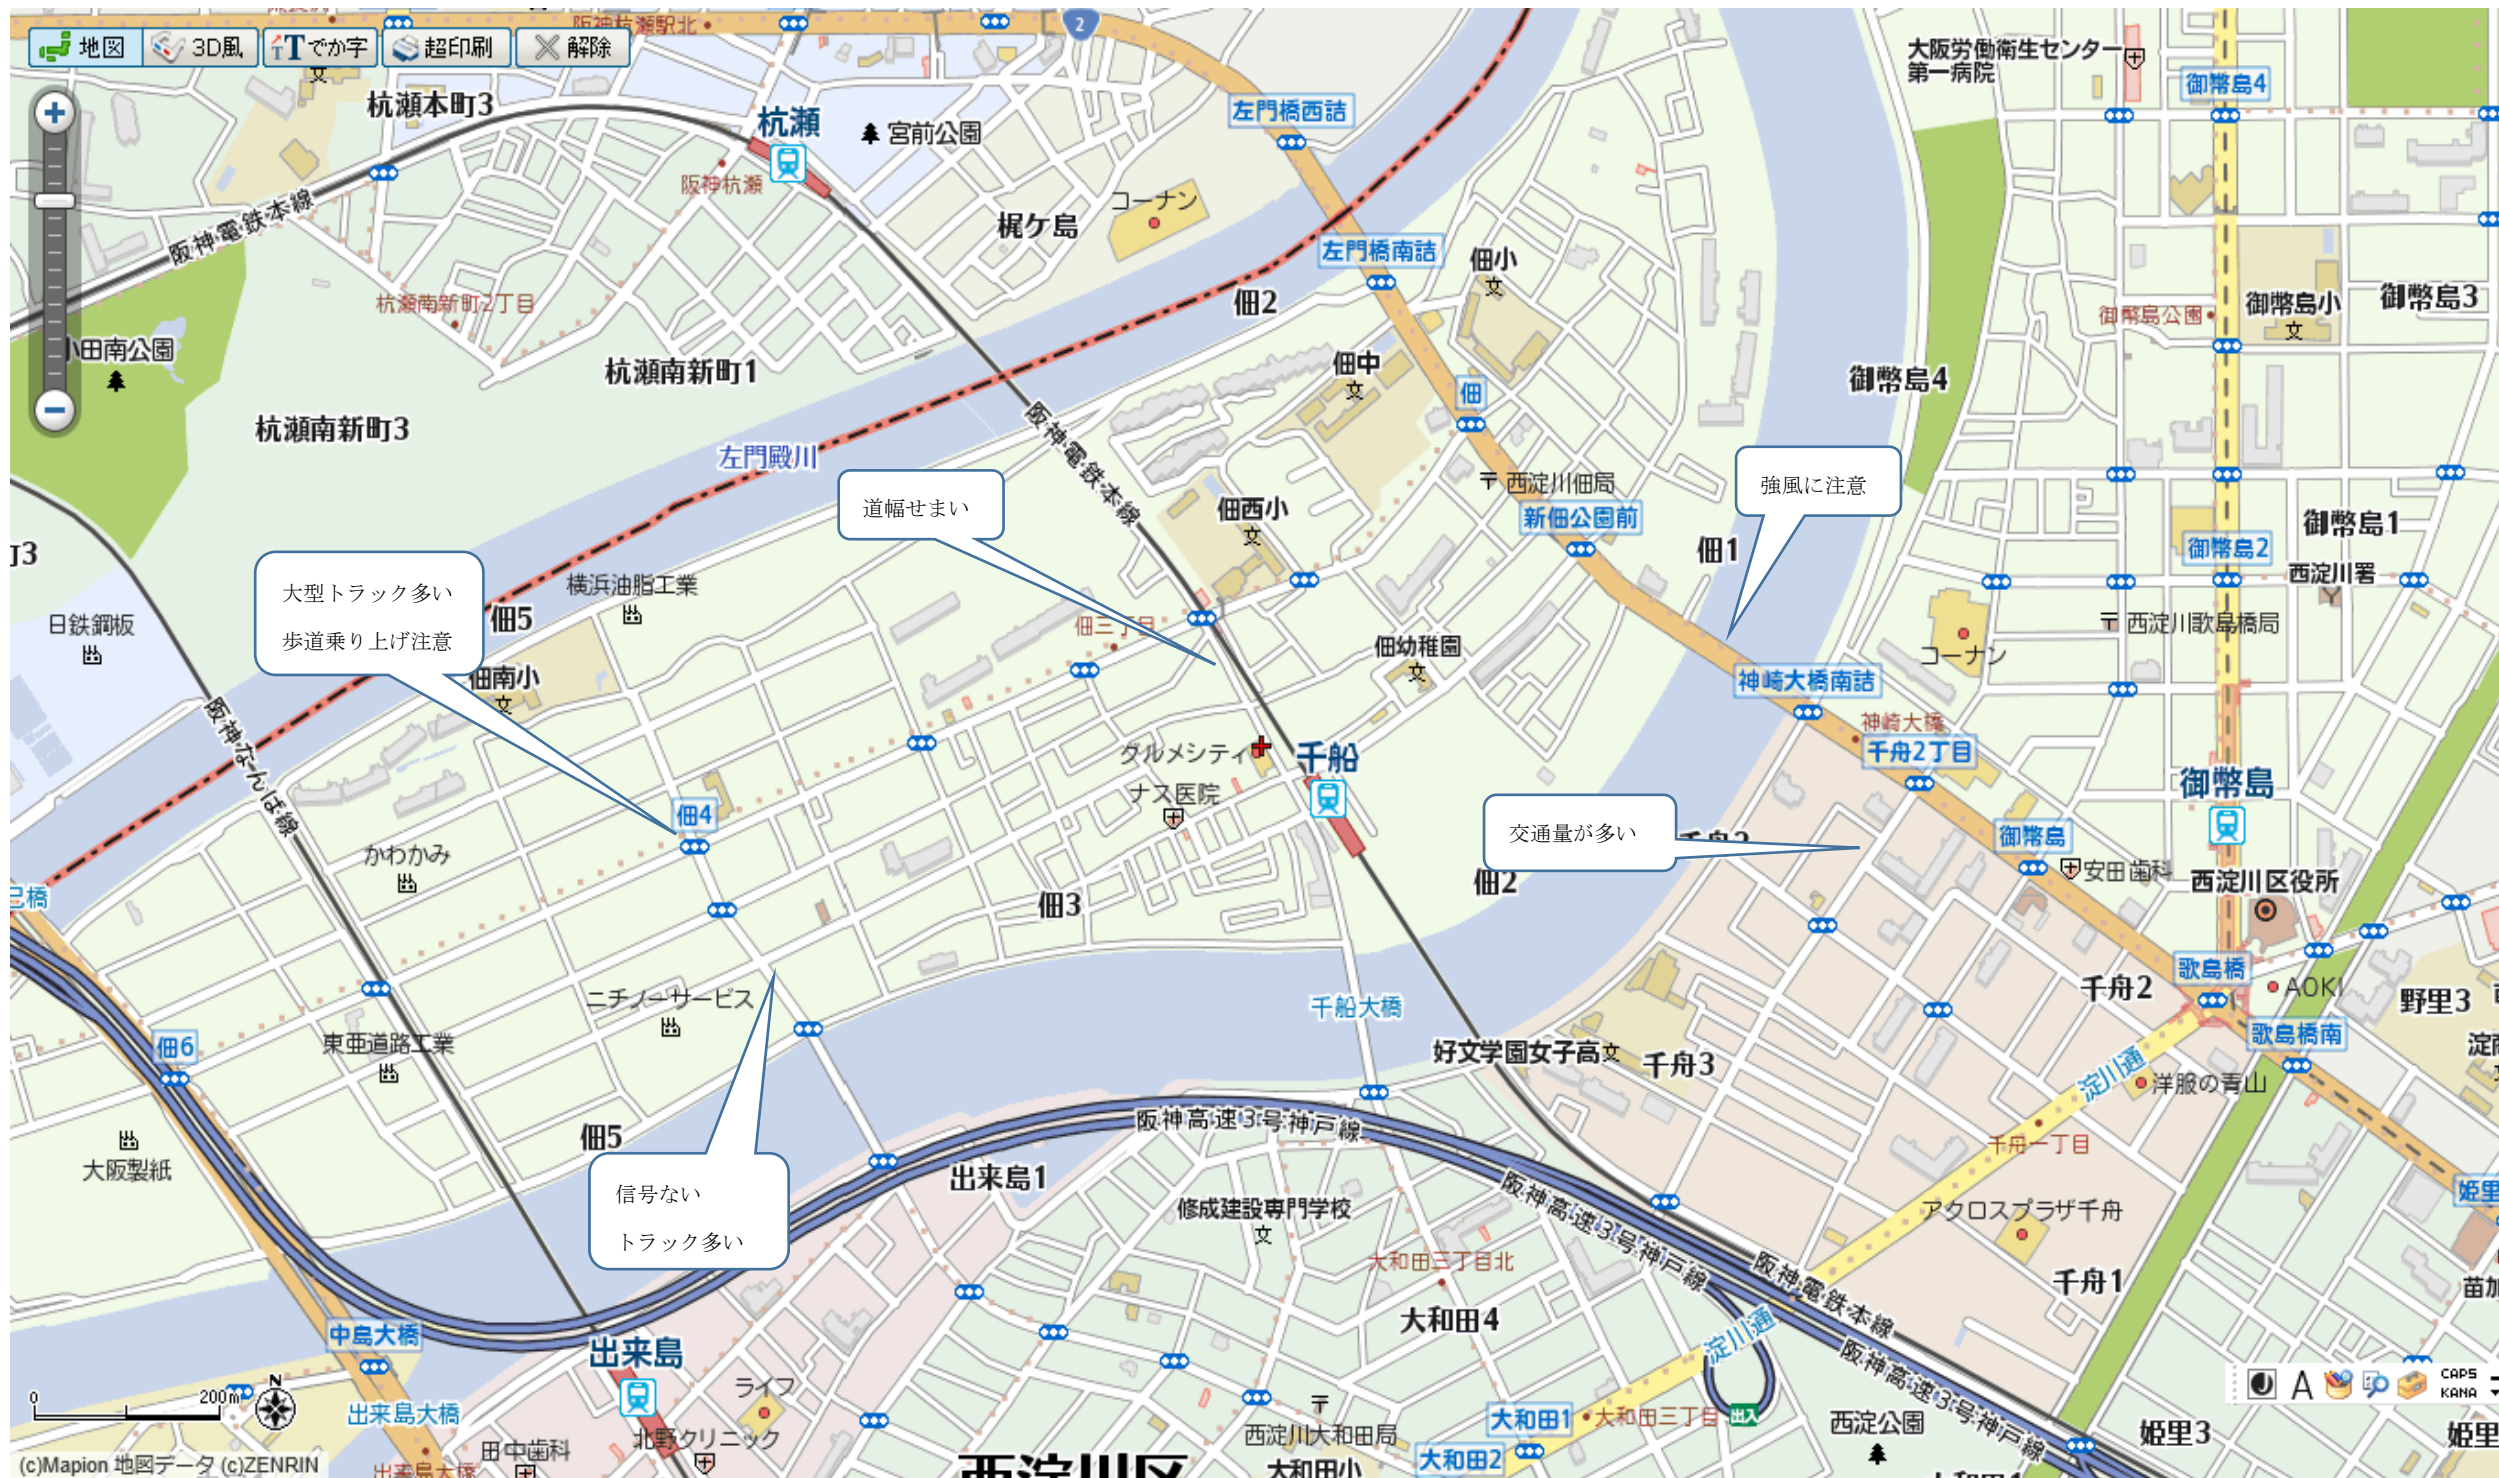 地図
3D風
でか字
超印刷
解除
阪神杭瀬駅北
2
大阪労働衛生センター
第一病院
御幣島4
杭瀬本町3
杭瀬
宮前公園
左門橋西詰
阪神杭瀬
コーナン
梶ケ島
阪神電鉄本線
左門橋南詰
佃小
杭瀬南新町2丁目
佃2
御幣島公園
御幣島小
御幣島3
小田南公園
杭瀬南新町1
佃中
佃
御幣島4
杭瀬南新町3
阪神電鉄本線
左門殿川
西淀川佃局
強風に注意
道幅せまい
佃西小
新佃公園前
佃1
御幣島1
御幣島2
西淀川署
大型トラック多い
歩道乗り上げ注意
横浜油脂工業
佃5
日鉄鋼板
佃三丁目
佃幼稚園
西淀川歌島橋局
コーナン
佃南小
神崎大橋南詰
神崎大橋
阪神なんば線
グルメシティ
千船
千舟2丁目
御幣島
ナス医院
佃4
交通量が多い
御幣島
かわかみ
安田歯科
西淀川区役所
佃2
佃3
歌島橋
千舟2
AOKI
野里3
ニチノーサービス
千船大橋
歌島橋南
東亜道路工業
佃6
好文学園女子高
千舟3
淀川通
洋服の青山
阪神高速3号神戸線
佃5
大阪製紙
千舟一丁目
出来島1
信号ない
トラック多い
修成建設専門学校
阪神高速3号神戸線
アクロスプラザ千舟
大和田三丁目北
阪神電鉄本線
千舟1
中島大橋
出来島
大和田4
淀川通
阪神高速3号神戸線
0
200m
N
出来島大橋
ライフ
西淀川大和田局
大和田1
大和田三丁目
出入
西淀公園
CAPS
KANA
姫里3
田中歯科
北野クリニック
大和田2
西淀川区
大和田小
(c)Mapion 地図データ (c)ZENRIN